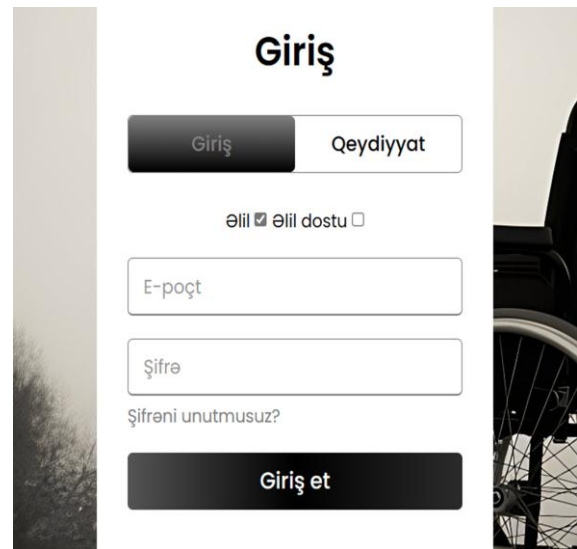 Giriş
Giriş Qeydiyyat
Əlil Əlil dostu
E-poçt
Şifrə
Şifrəni unutmusuz?
Giriş et